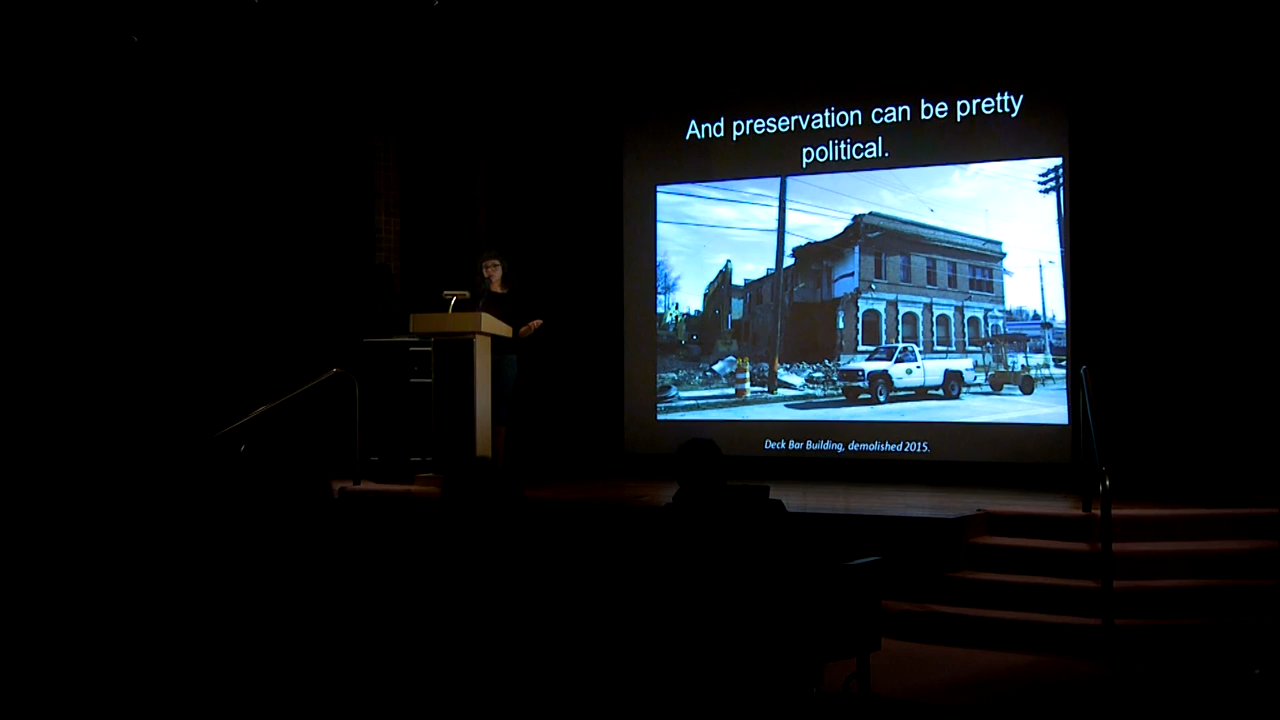 And preservation can be pretty
political.
Deck Bar Building, demolished 2015.